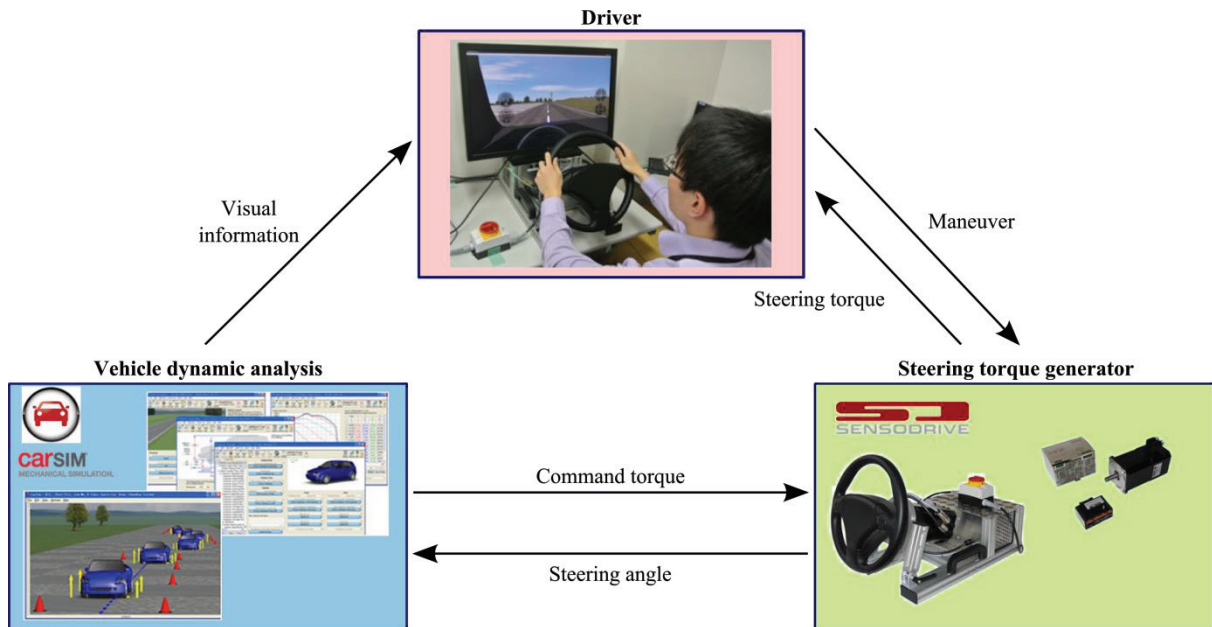 Driver
Visual
information
Maneuver
Steering torque
Vehicle dynamic analysis
Steering torque generator
carSIM
MECHANICAL SIMULATION.
SENSODRIVE
Command torque
Steering angle